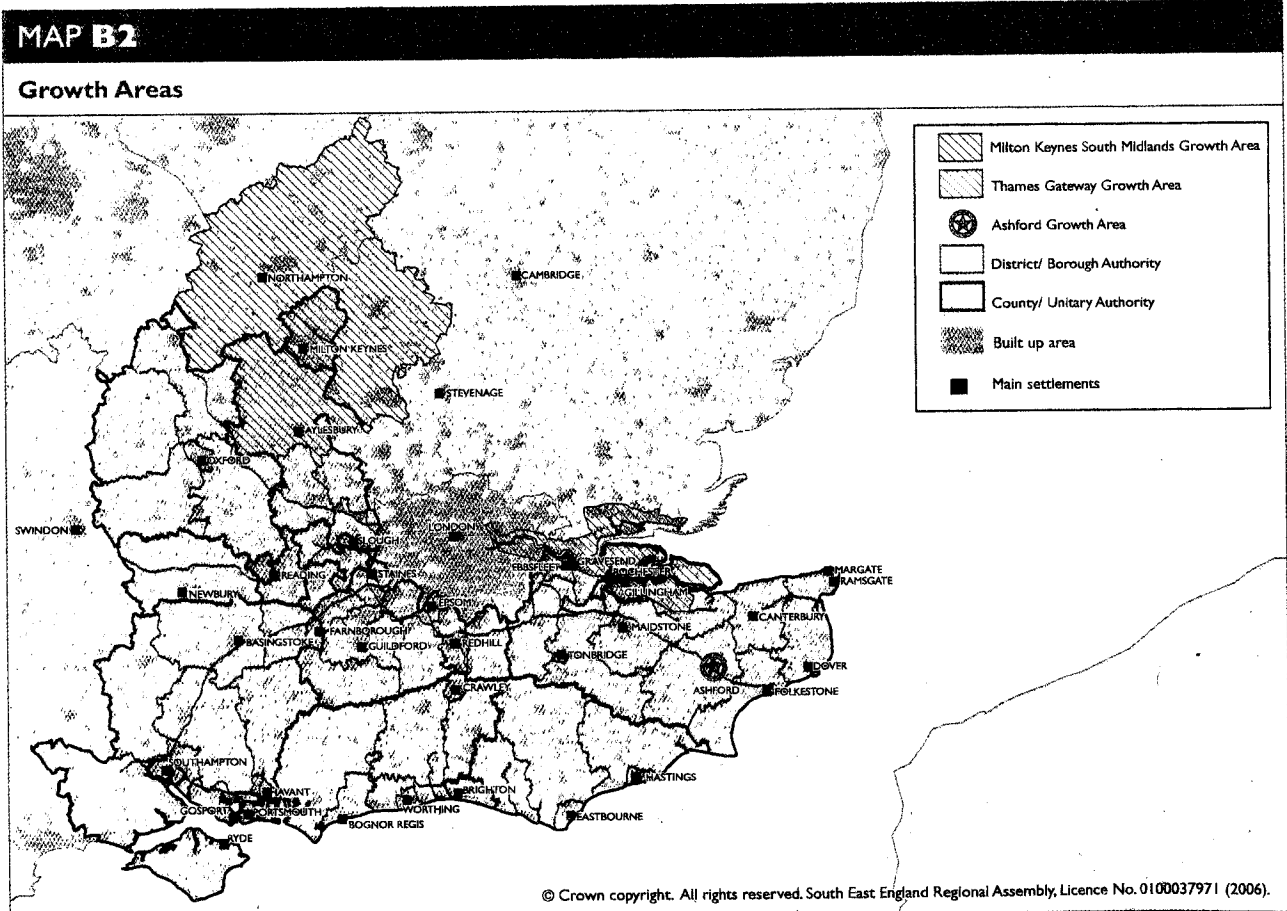 MAP B2
Growth Areas
Milton Keynes South Midlands Growth Area
Thames Gateway Growth Area
Ashford Growth Area
District/ Borough Authority
County/ Unitary Authority
Built up area
Main settlements
NORTHAMPTON
CAMBRIDGE
MILTON KEYNES
STEVENAGE
AYLESBURY
OXFORD
SWINDON
LONDON
SLOUGH
EBBSFLEET
GRAVESEND
ROCHESTER
READING
STAINES
MARGATE
RAMSGATE
NEWBURY
GILLINGHAM
EPSOM
CANTERBURY
MAIDSTONE
FARNBOROUGH
BASINGSTOKE
GUILDFORD
REDHILL
TONBRIDGE
DOVER
ASHFORD
FOLKESTONE
CRAWLEY
SOUTHAMPTON
HASTINGS
HAVANT
BRIGHTON
GOSPORT
PORTSMOUTH
WORTHING
EASTBOURNE
BOGNOR REGIS
RYDE
© Crown copyright. All rights reserved. South East England Regional Assembly, Licence No. 0100037971 (2006).